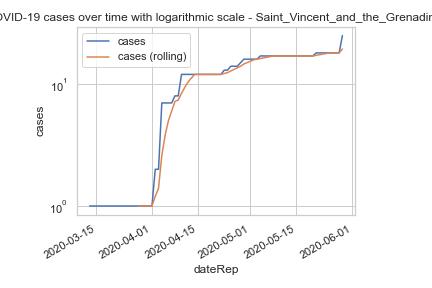 OVID-19 cases over time with logarithmic scale - Saint_Vincent_and_the_Grenadin
cases
cases (rolling)
10¹
10⁰
cases
2020-03-15
2020-04-01
2020-04-15
2020-05-01
2020-05-15
2020-06-01
dateRep